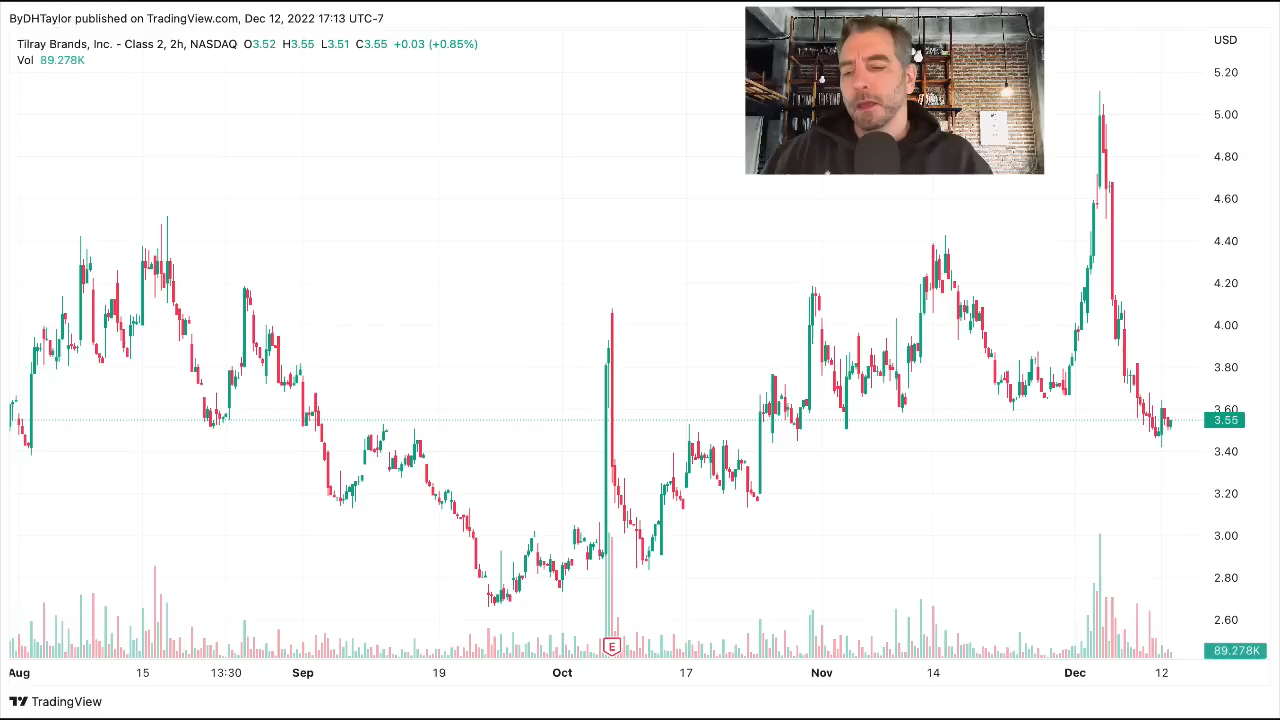 ByDHTaylor published on TradingView.com, Dec 12, 2022 17:13 UTC-7
Tilray Brands, Inc. - Class 2, 2h, NASDAQ O3.52 H3.55 L3.51 C3.55 +0.03 (+0.85%)
Vol 89.278K
USD
5.20
5.00
4.80
4.60
4.40
4.20
4.00
3.80
3.60
3.55
3.40
3.20
3.00
2.80
2.60
E
89.278K
Aug 15 13:30 Sep 19 Oct 17 Nov 14 Dec 12
TradingView